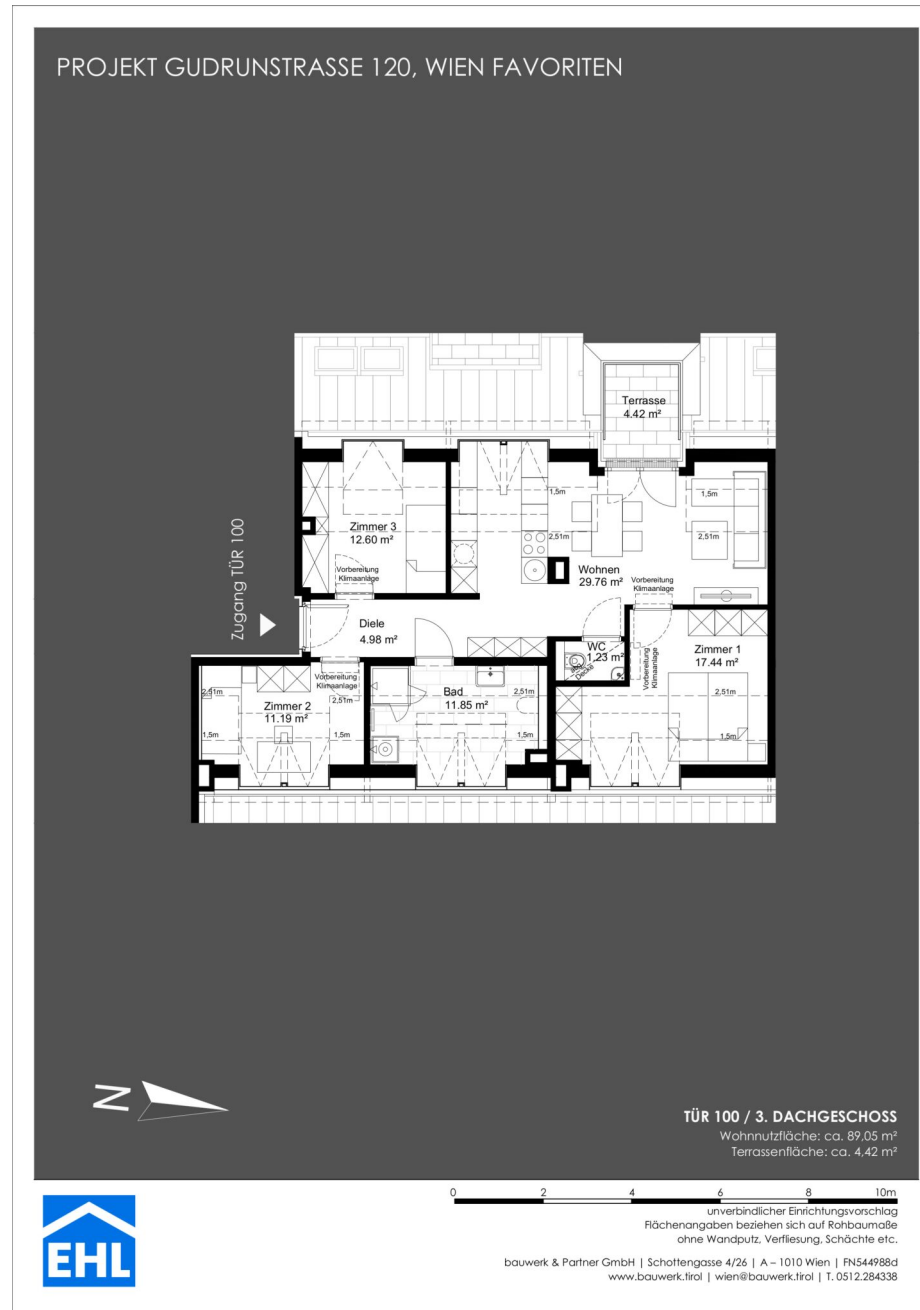 PROJEKT GUDRUNSTRASSE 120, WIEN FAVORITEN
Terrasse
4.42 m²
1,5m
1,5m
Zimmer 3
12.60 m²
2,51m
2,51m
Zugang TÜR 100
Wohnen
29.76 m²
Vorbereitung
Klimaanlage
Vorbereitung
Klimaanlage
Diele
4.98 m²
WC
1.23 m²
Decke
Zimmer 1
17.44 m²
Vorbereitung
Klimaanlage
Vorbereitung
Klimaanlage
2,51m
2,51m
Zimmer 2
11.19 m²
Bad
11.85 m²
2,51m
2,51m
1,5m
1,5m
1,5m
1,5m
N
TÜR 100 / 3. DACHGESCHOSS
Wohnnutzfläche: ca. 89,05 m²
Terrassenfläche: ca. 4,42 m²
0 2 4 6 8 10m
unverbindlicher Einrichtungsvorschlag
Flächenangaben beziehen sich auf Rohbaumaße
ohne Wandputz, Verfliesung, Schächte etc.
EHL
bauwerk & Partner GmbH | Schottengasse 4/26 | A – 1010 Wien | FN544988d
www.bauwerk.tirol | wien@bauwerk.tirol | T. 0512.284338